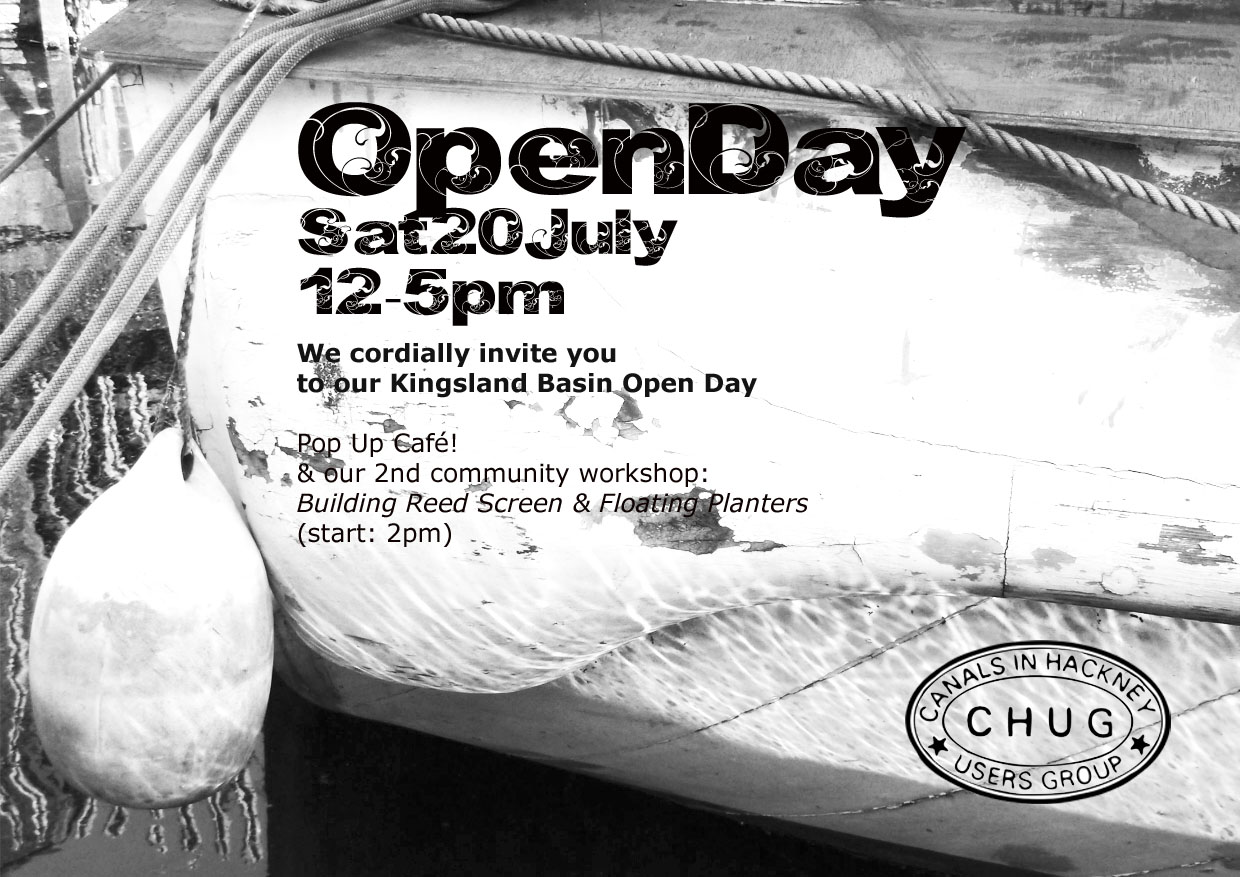 OpenDay
Sat20July
12-5pm
We cordially invite you
to our Kingsland Basin Open Day
Pop Up Café!
& our 2nd community workshop:
Building Reed Screen & Floating Planters
(start: 2pm)
CANALS IN HACKNEY
CHUG
USERS GROUP